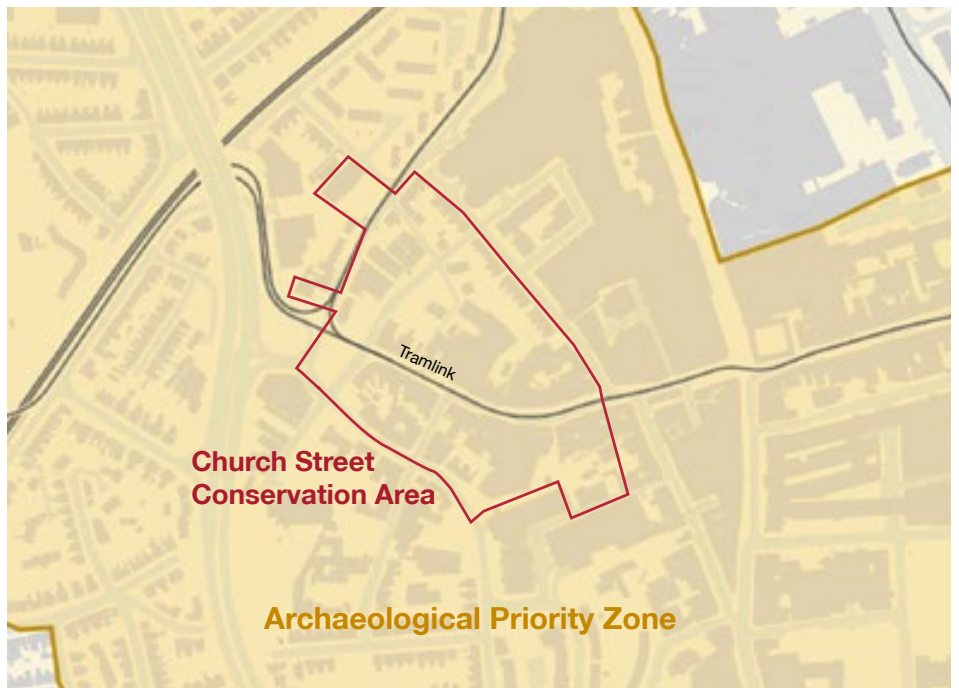 Tramlink
Church Street
Conservation Area
Archaeological Priority Zone